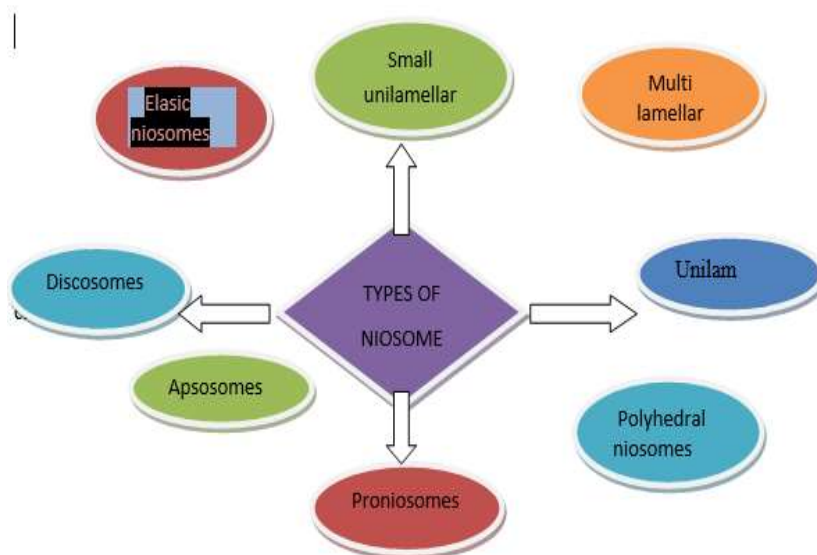 Small
unilamellar
Multi
lamellar
Elasic
niosomes
Discosomes
TYPES OF
NIOSOME
Unilam
Apsosomes
Polyhedral
niosomes
Proniosomes